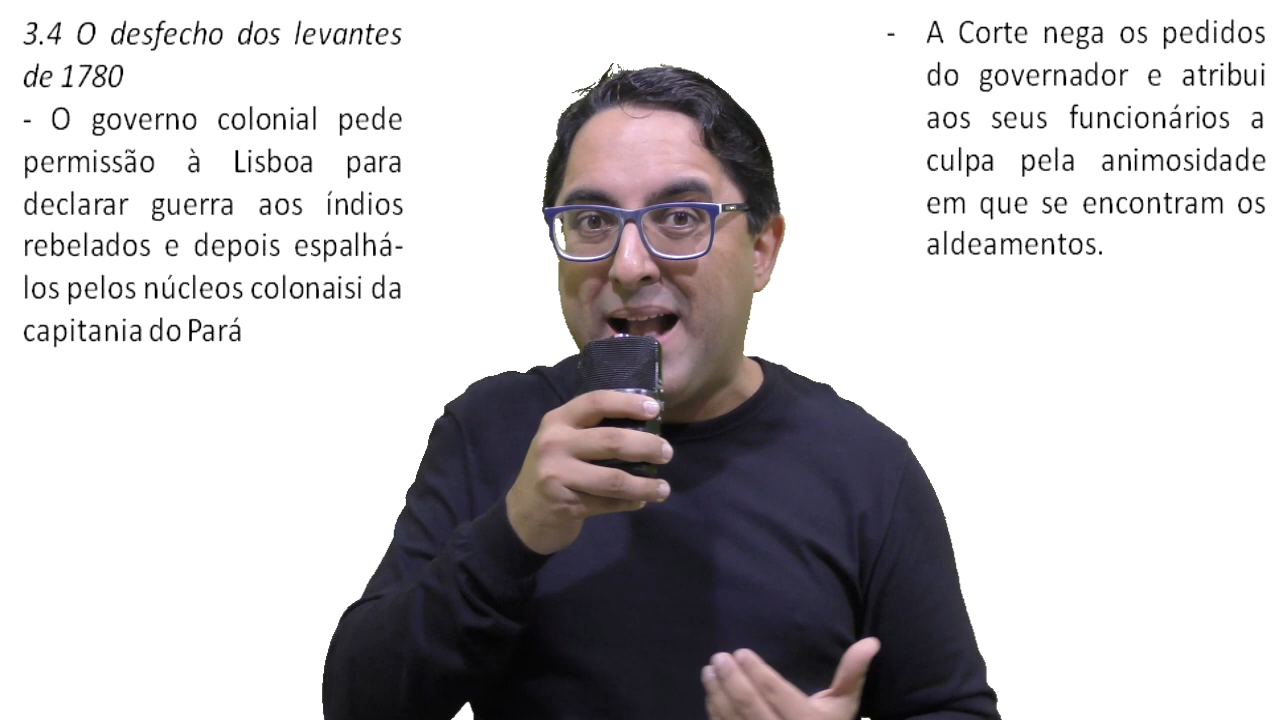 3.4 O desfecho dos levantes
de 1780
- O governo colonial pede
permissão à Lisboa para
declarar guerra aos índios
rebelados e depois espalhá-
los pelos núcleos colonaisi da
capitania do Pará
- A Corte nega os pedidos
do governador e atribui
aos seus funcionários a
culpa pela animosidade
em que se encontram os
aldeamentos.